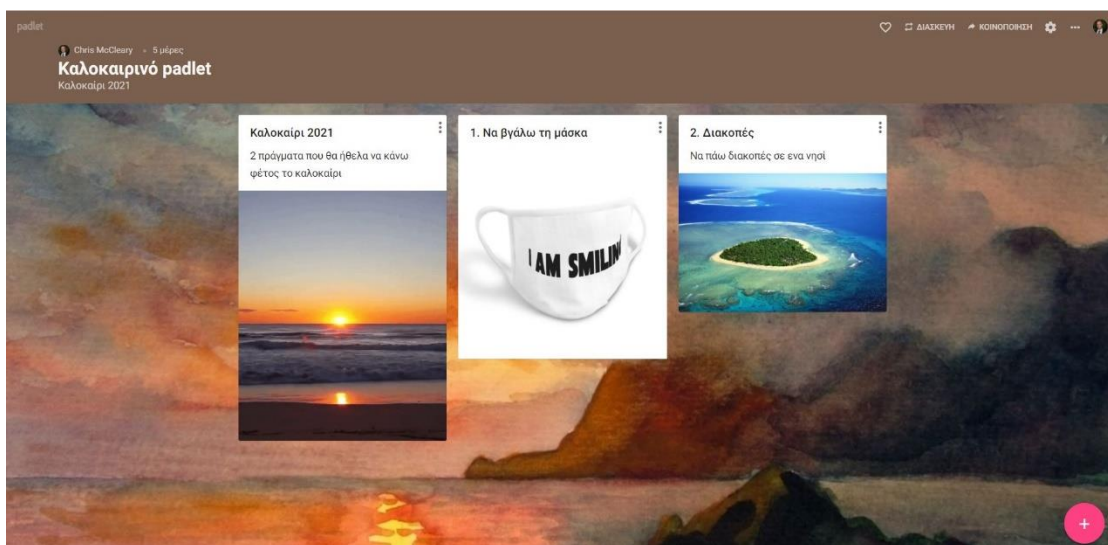 padlet
ΔΙΑΣΚΕΥΗ
ΚΟΙΝΟΠΟΙΗΣΗ
Chris McCleary • 5 μέρες
Καλοκαιρινό padlet
Καλοκαίρι 2021
Καλοκαίρι 2021
2 πράγματα που θα ήθελα να κάνω
φέτος το καλοκαίρι
1. Να βγάλω τη μάσκα
I AM SMILIN
2. Διακοπές
Να πάω διακοπές σε ενα νησί